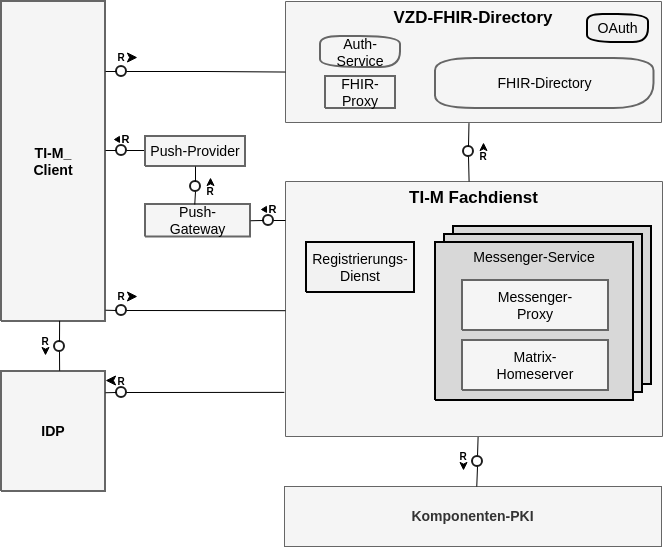 VZD-FHIR-Directory
OAuth
Auth-
Service
FHIR-
Proxy
FHIR-Directory
R
TI-M_
Client
R
Push-Provider
R
Push-
Gateway
R
R
TI-M Fachdienst
Registrierungs-
Dienst
Messenger-Service
Messenger-
Proxy
Matrix-
Homeserver
R
R
R
IDP
R
Komponenten-PKI